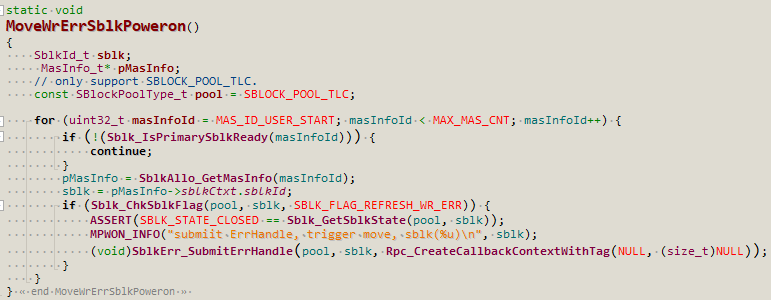 static void
MoveWrErrSblkPoweron()
{
    SblkId_t sblk;
     MasInfo_t* pMasInfo;
    // only support SBLOCK_POOL_TLC.
    const SBlockPoolType_t pool = SBLOCK_POOL_TLC;

    for (uint32_t masInfoId = MAS_ID_USER_START; masInfoId < MAX_MAS_CNT; masInfoId++) {
        if (!(Sblk_IsPrimarySblkReady(masInfoId))) {
            continue;
        }
        pMasInfo = SblkAllo_GetMasInfo(masInfoId);
        sblk = pMasInfo->sblkCtxt.sblkId;
        if (Sblk_ChkSblkFlag(pool, sblk, SBLK_FLAG_REFRESH_WR_ERR)) {
            ASSERT(SBLK_STATE_CLOSED == Sblk_GetSblkState(pool, sblk));
            MPWON_INFO("submiit ErrHandle, trigger move, sblk(%u)\n", sblk);
            (void)SblkErr_SubmitErrHandle(pool, sblk, Rpc_CreateCallbackContextWithTag(NULL, (size_t)NULL));
        }
    }
} « end MoveWrErrSblkPoweron »